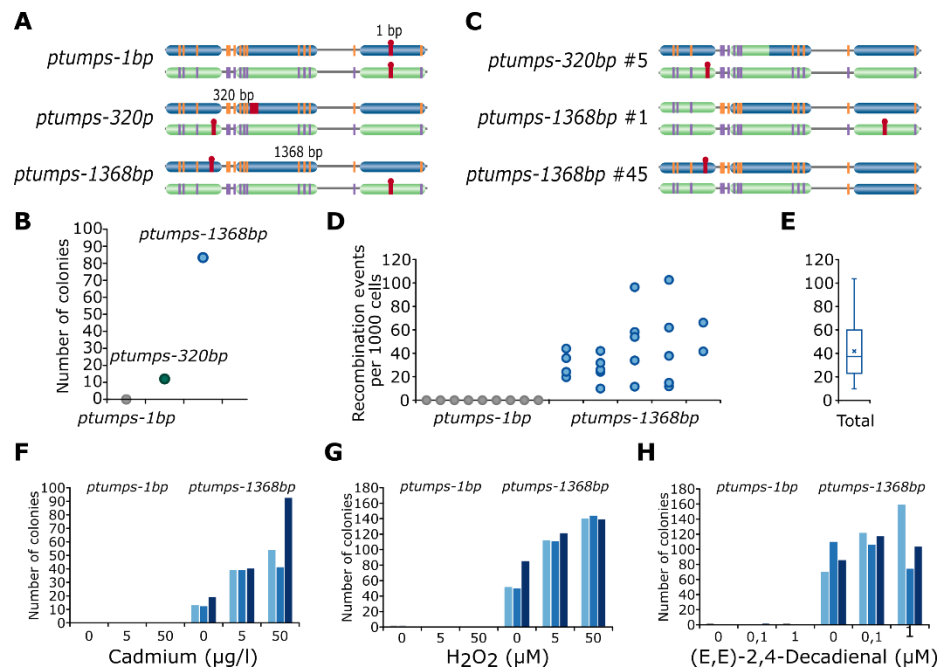 A
ptumps-1bp
1 bp
ptumps-320p
320 bp
ptumps-1368bp
1368 bp
C
ptumps-320bp #5
ptumps-1368bp #1
ptumps-1368bp #45
B
Number of colonies
100
90
80
70
60
50
40
30
20
10
0
ptumps-1368bp
ptumps-320bp
ptumps-1bp
D
Recombination events
per 1000 cells
120
100
80
60
40
20
0
ptumps-1bp
ptumps-1368bp
E
120
100
80
60
40
20
0
Total
F
ptumps-1bp
ptumps-1368bp
Number of colonies
100
90
80
70
60
50
40
30
20
10
0
0 5 50 0 5 50
Cadmium (µg/l)
G
ptumps-1bp
ptumps-1368bp
Number of colonies
180
160
140
120
100
80
60
40
20
0
0 5 50 0 5 50
H2O2 (µM)
H
ptumps-1bp
ptumps-1368bp
Number of colonies
180
160
140
120
100
80
60
40
20
0
0 0,1 1 0 0,1 1
(E,E)-2,4-Decadienal (µM)